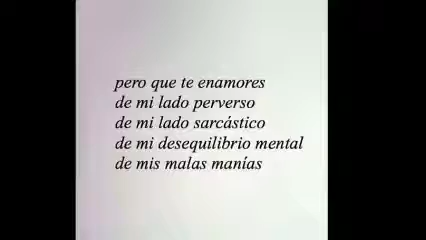 pero que te enamores
de mi lado perverso
de mi lado sarcástico
de mi desequilibrio mental
de mis malas manías